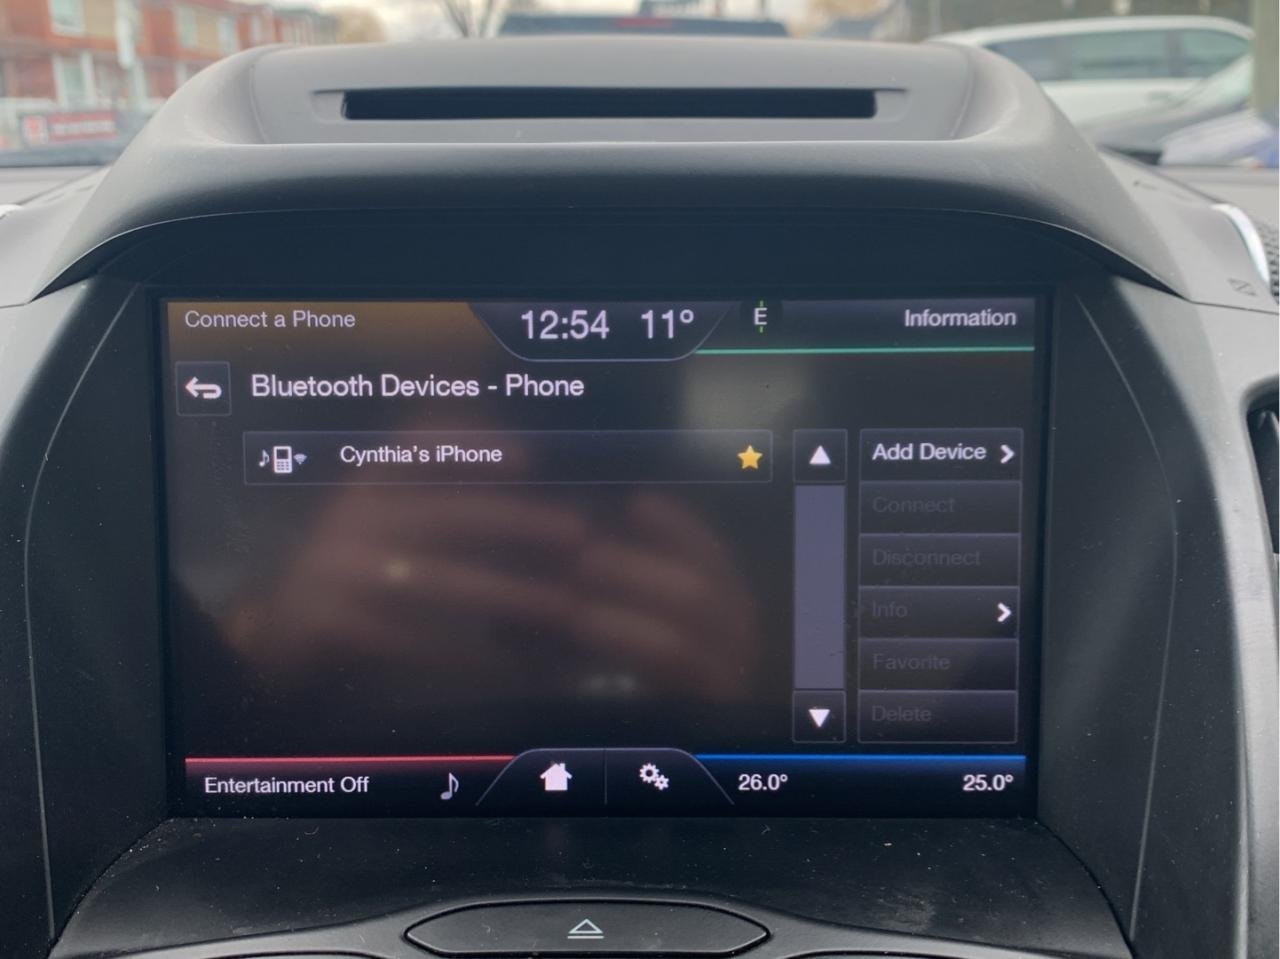 Connect a Phone
12:54 11°
E
Information
Bluetooth Devices - Phone
Cynthia's iPhone
Add Device
Connect
Disconnect
Info
Favorite
Delete
Entertainment Off
26.0°
25.0°